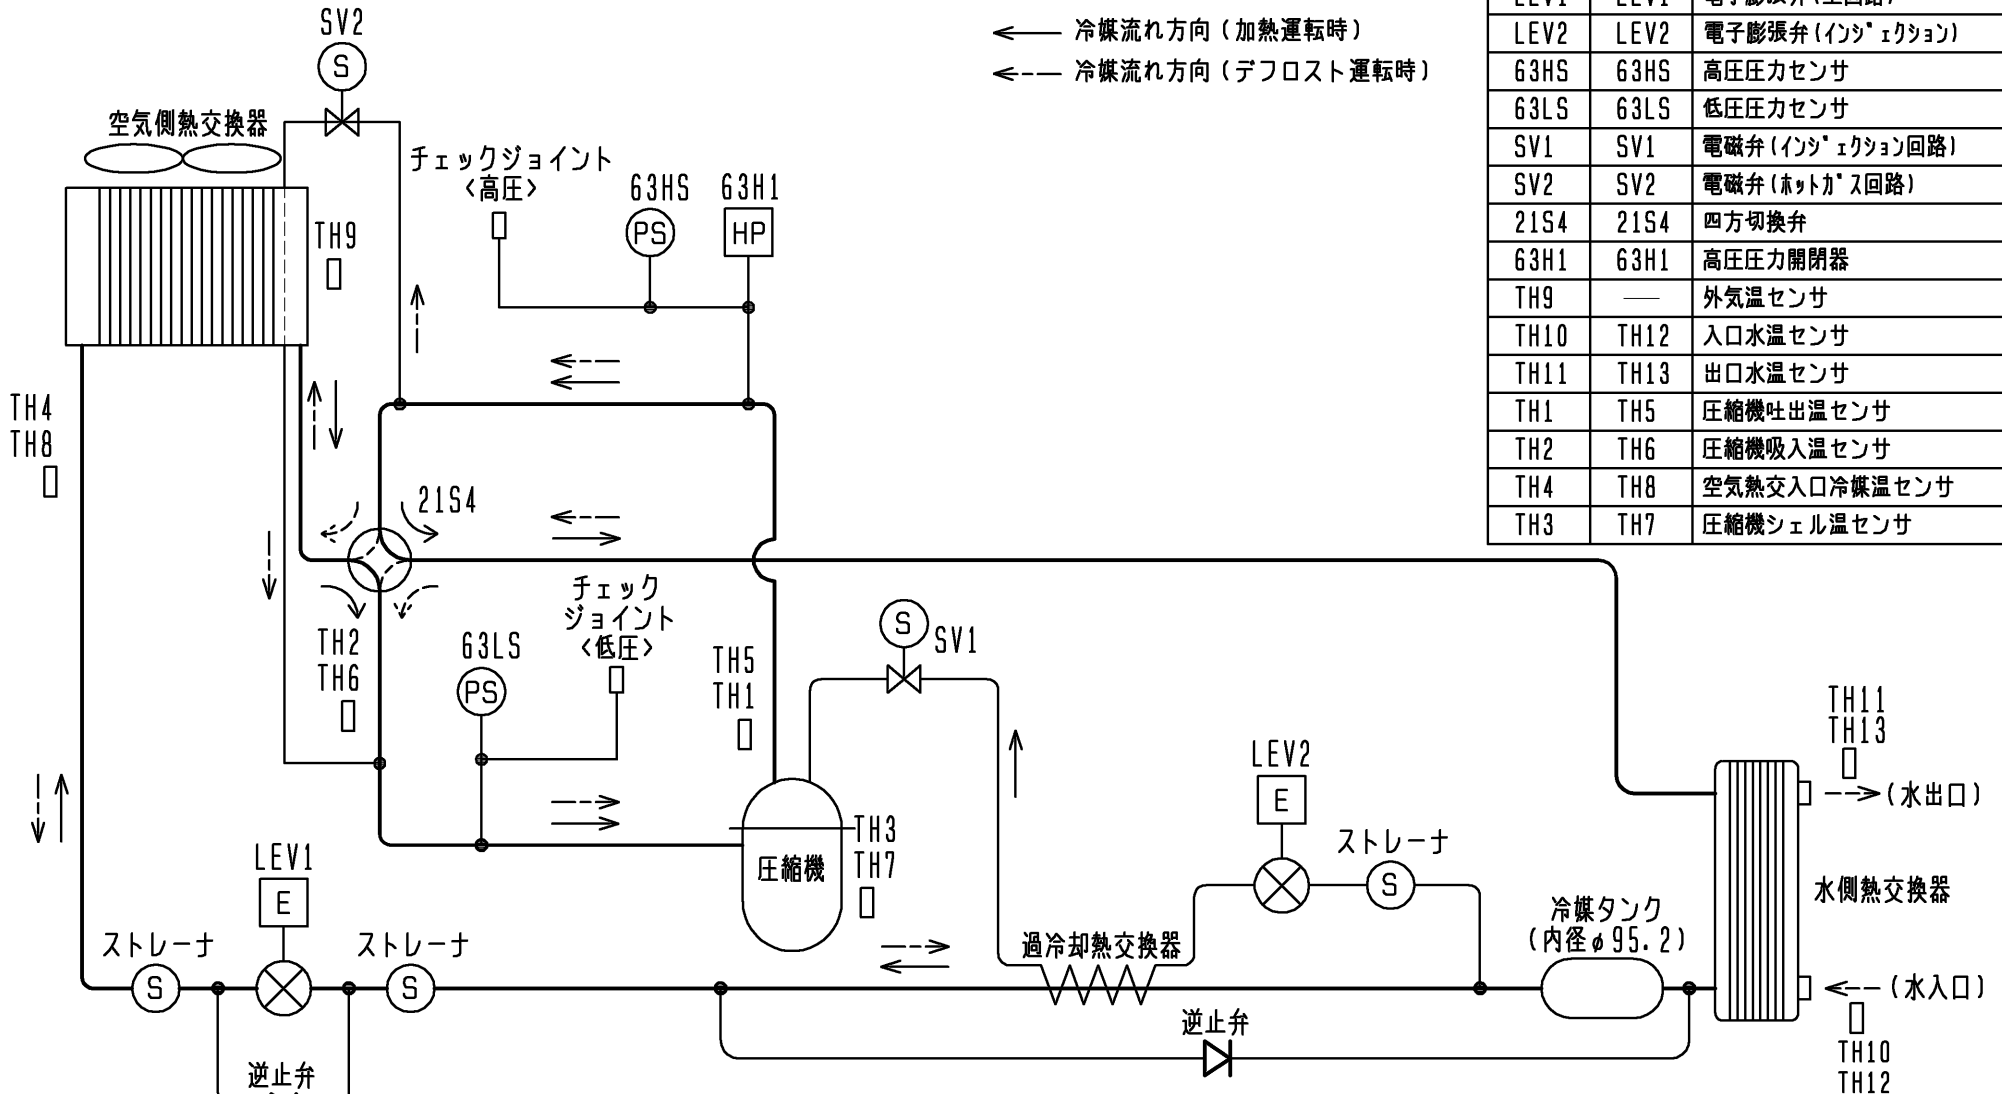 SV2
S
冷媒流れ方向(加熱運転時)
冷媒流れ方向(デフロスト運転時)
空気側熱交換器
チェックジョイント
<高圧>
63HS
63H1
PS
HP
TH9
TH4
TH8
21S4
チェック
ジョイント
<低圧>
TH2
TH6
63LS
PS
TH5
TH1
S
SV1
TH11
TH13
(水出口)
LEV2
E
ストレーナ
S
圧縮機
TH3
TH7
水側熱交換器
LEV1
E
冷媒タンク
(内径φ95.2)
過冷却熱交換器
ストレーナ
ストレーナ
S
S
(水入口)
逆止弁
逆止弁
TH10
TH12
LEV2 LEV2 電子膨張弁(インジェクション)
63HS 63HS 高圧圧力センサ
63LS 63LS 低圧圧力センサ
SV1 SV1 電磁弁(インジェクション回路)
SV2 SV2 電磁弁(ホットガス回路)
21S4 21S4 四方切換弁
63H1 63H1 高圧圧力開閉器
TH9 — 外気温センサ
TH10 TH12 入口水温センサ
TH11 TH13 出口水温センサ
TH1 TH5 圧縮機吐出温センサ
TH2 TH6 圧縮機吸入温センサ
TH4 TH8 空気熱交入口冷媒温センサ
TH3 TH7 圧縮機シェル温センサ